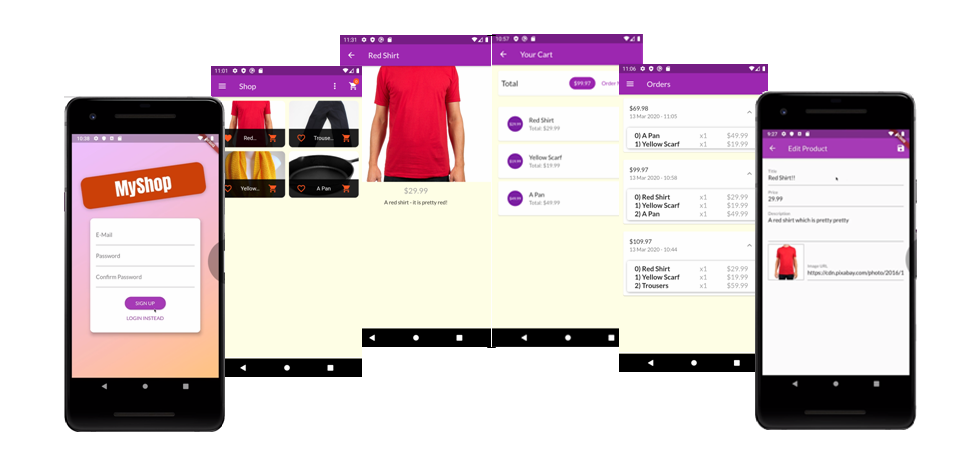 10:38
MyShop
E-Mail
Password
Confirm Password
SIGN UP
LOGIN INSTEAD
11:01
Shop
Red...
Trouse...
Yellow...
A Pan
11:31
Red Shirt
$29.99
A red shirt - it is pretty red!
10:57
Your Cart
Total
$99.97
Order
$29.99
Red Shirt
Total: $29.99
$19.99
Yellow Scarf
Total: $19.99
$49.99
A Pan
Total: $49.99
11:06
Orders
$69.98
13 Mar 2020 - 11:05
0) A Pan x1 $49.99
1) Yellow Scarf x1 $19.99
$99.97
13 Mar 2020 - 10:58
0) Red Shirt x1 $29.99
1) Yellow Scarf x1 $19.99
2) A Pan x1 $49.99
$109.97
13 Mar 2020 - 10:44
0) Red Shirt x1 $29.99
1) Yellow Scarf x1 $19.99
2) Trousers x1 $59.99
9:27
Edit Product
Title
Red Shirt!!
Price
29.99
Description
A red shirt which is pretty pretty
Image URL
https://cdn.pixabay.com/photo/2016/1